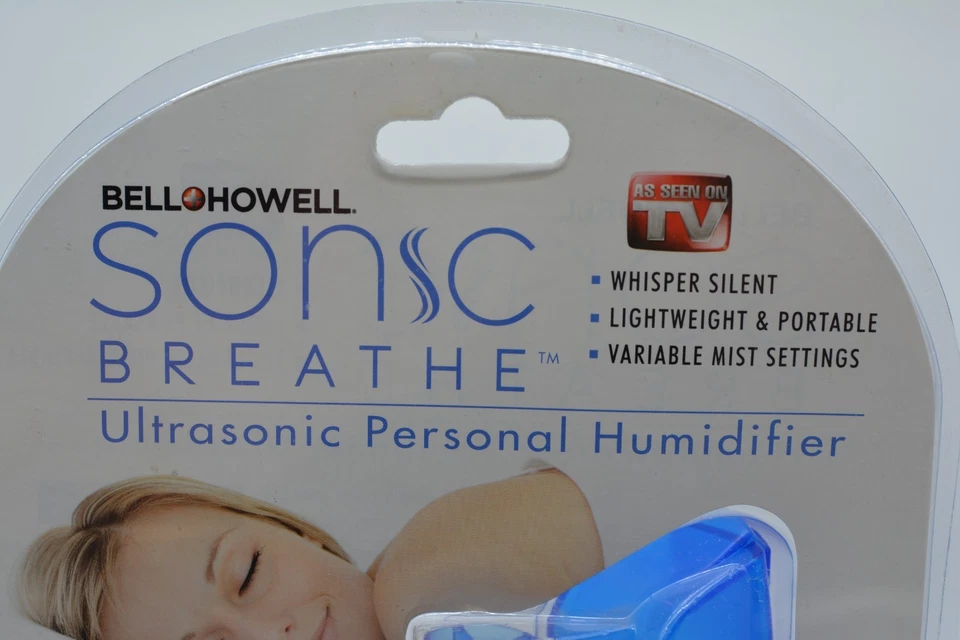 BELL+HOWELL.
SONIC
BREATHE™
Ultrasonic Personal Humidifier
AS SEEN ON
TV
▪ WHISPER SILENT
▪ LIGHTWEIGHT & PORTABLE
▪ VARIABLE MIST SETTINGS